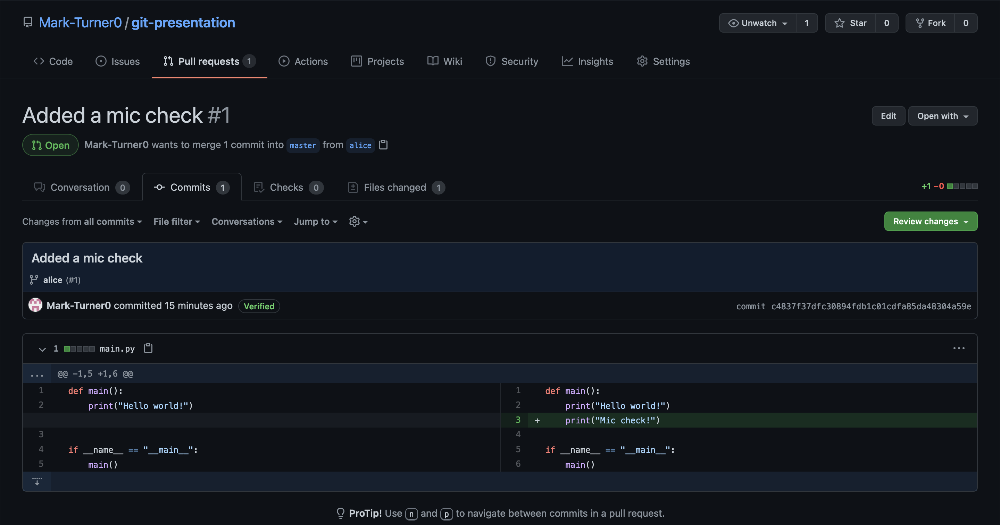 Mark-Turner0 / git-presentation
Unwatch 1 Star 0 Fork 0
Code Issues Pull requests 1 Actions Projects Wiki Security Insights Settings
Added a mic check #1
Edit Open with
Open Mark-Turner0 wants to merge 1 commit into master from alice
Conversation 0 Commits 1 Checks 0 Files changed 1 +1 −0
Changes from all commits File filter Conversations Jump to Review changes
Added a mic check
alice (#1)
Mark-Turner0 committed 15 minutes ago Verified commit c4837f37dfc30894fdb1c01cdfa85da48304a59e
1 main.py ...
... @@ -1,5 +1,6 @@
1 def main(): 1 def main():
2 print("Hello world!") 2 print("Hello world!")
3 + print("Mic check!")
3 4
4 if __name__ == "__main__": 5 if __name__ == "__main__":
5 main() 6 main()
ProTip! Use n and p to navigate between commits in a pull request.